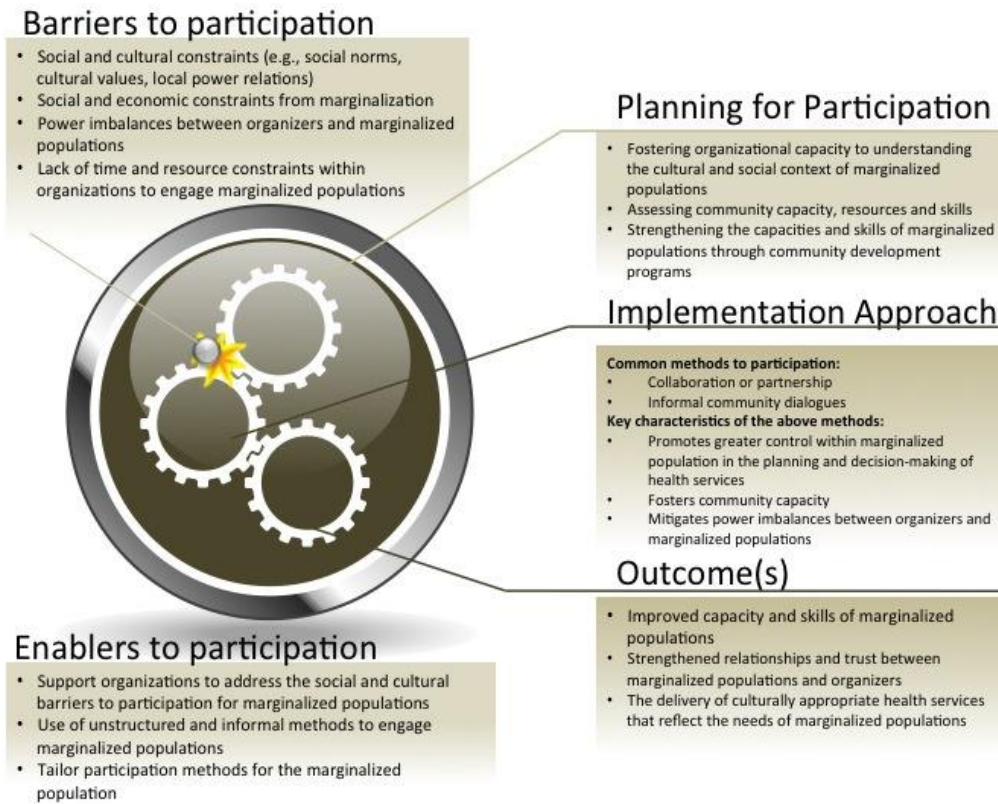 Barriers to participation
• Social and cultural constraints (e.g., social norms,
cultural values, local power relations)
• Social and economic constraints from marginalization
• Power imbalances between organizers and marginalized
populations
• Lack of time and resource constraints within
organizations to engage marginalized populations
Planning for Participation
• Fostering organizational capacity to understanding
the cultural and social context of marginalized
populations
• Assessing community capacity, resources and skills
• Strengthening the capacities and skills of marginalized
populations through community development
programs
Implementation Approach
Common methods to participation:
• Collaboration or partnership
• Informal community dialogues
Key characteristics of the above methods:
• Promotes greater control within marginalized
population in the planning and decision-making of
health services
• Fosters community capacity
• Mitigates power imbalances between organizers and
marginalized populations
Outcome(s)
• Improved capacity and skills of marginalized
populations
• Strengthened relationships and trust between
marginalized populations and organizers
• The delivery of culturally appropriate health services
that reflect the needs of marginalized populations
Enablers to participation
• Support organizations to address the social and cultural
barriers to participation for marginalized populations
• Use of unstructured and informal methods to engage
marginalized populations
• Tailor participation methods for the marginalized
population